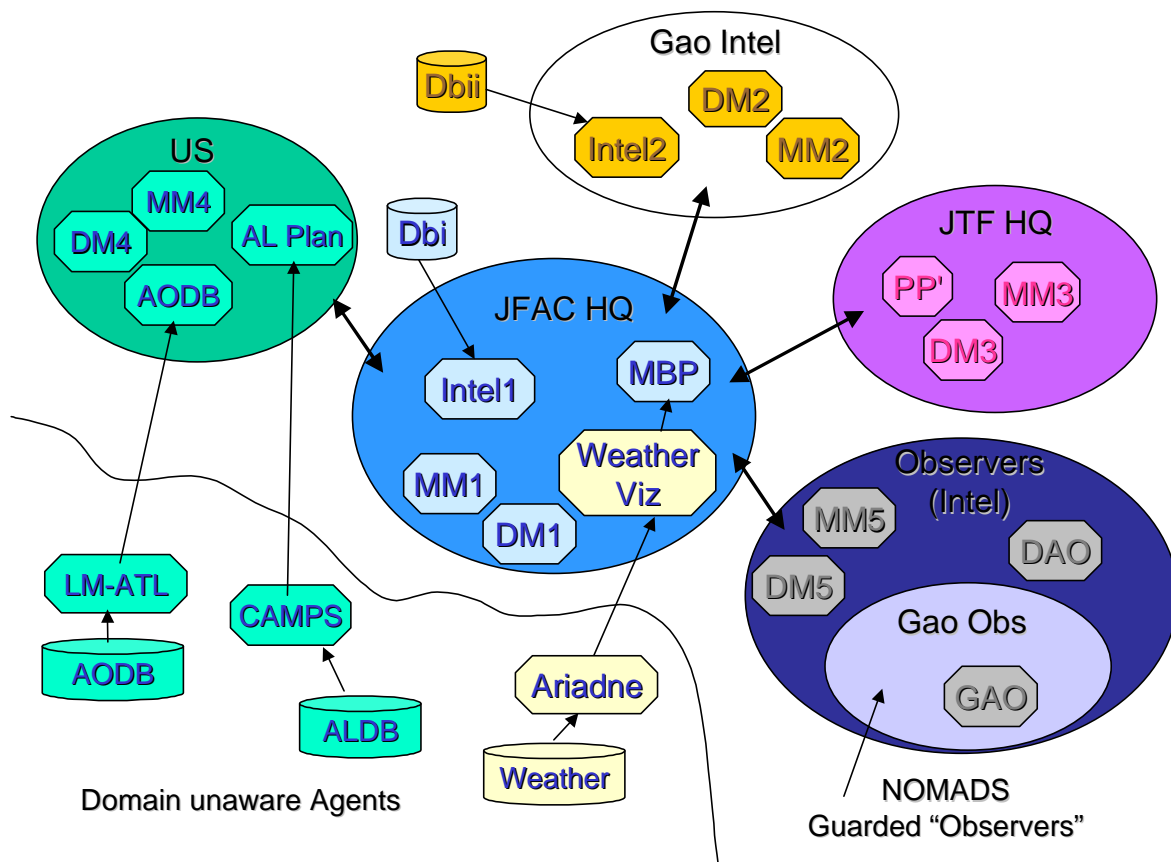 Gao Intel
Dbii
DM2
Intel2
MM2
US
MM4
DM4
AL Plan
AODB
Dbi
JTF HQ
PP'
MM3
DM3
JFAC HQ
MBP
Intel1
Weather
Viz
MM1
DM1
Observers
(Intel)
MM5
DAO
DM5
Gao Obs
GAO
LM-ATL
CAMPS
AODB
Ariadne
ALDB
Weather
Domain unaware Agents
NOMADS
Guarded “Observers”